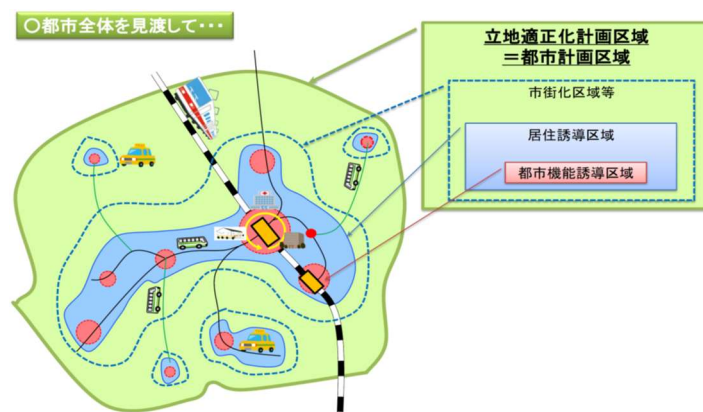 〇都市全体を見渡して・・・
立地適正化計画区域
＝都市計画区域
市街化区域等
居住誘導区域
都市機能誘導区域